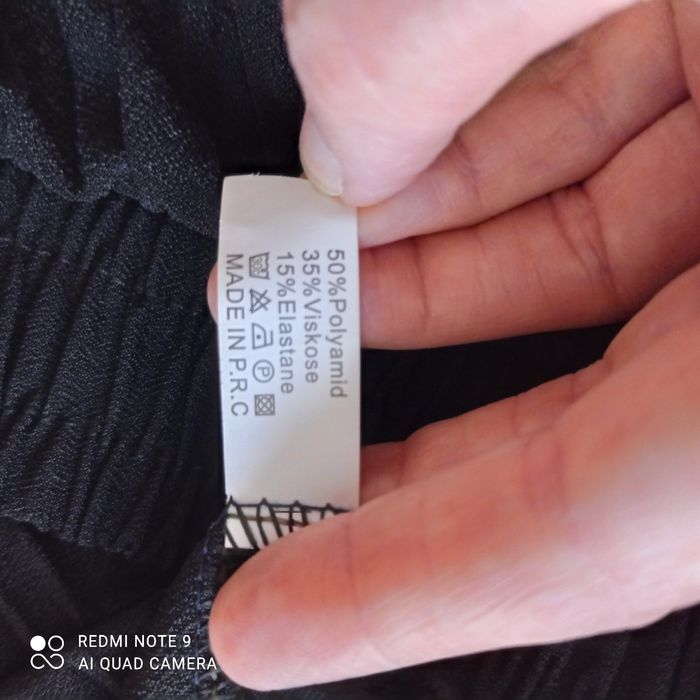 50%Polyamid
35%Viskose
15%Elastane
P
MADE IN P.R.C
REDMI NOTE 9
AI QUAD CAMERA